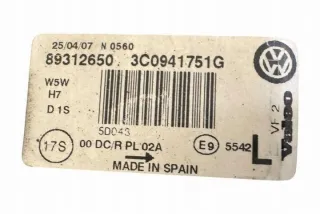 25/04/07 N 0560
89312650 3C0941751G
W5W
H7
D1S
5D043
17S 00 DC/R PL 02A → E9 5542 L
MADE IN SPAIN
VF 2
Valeo